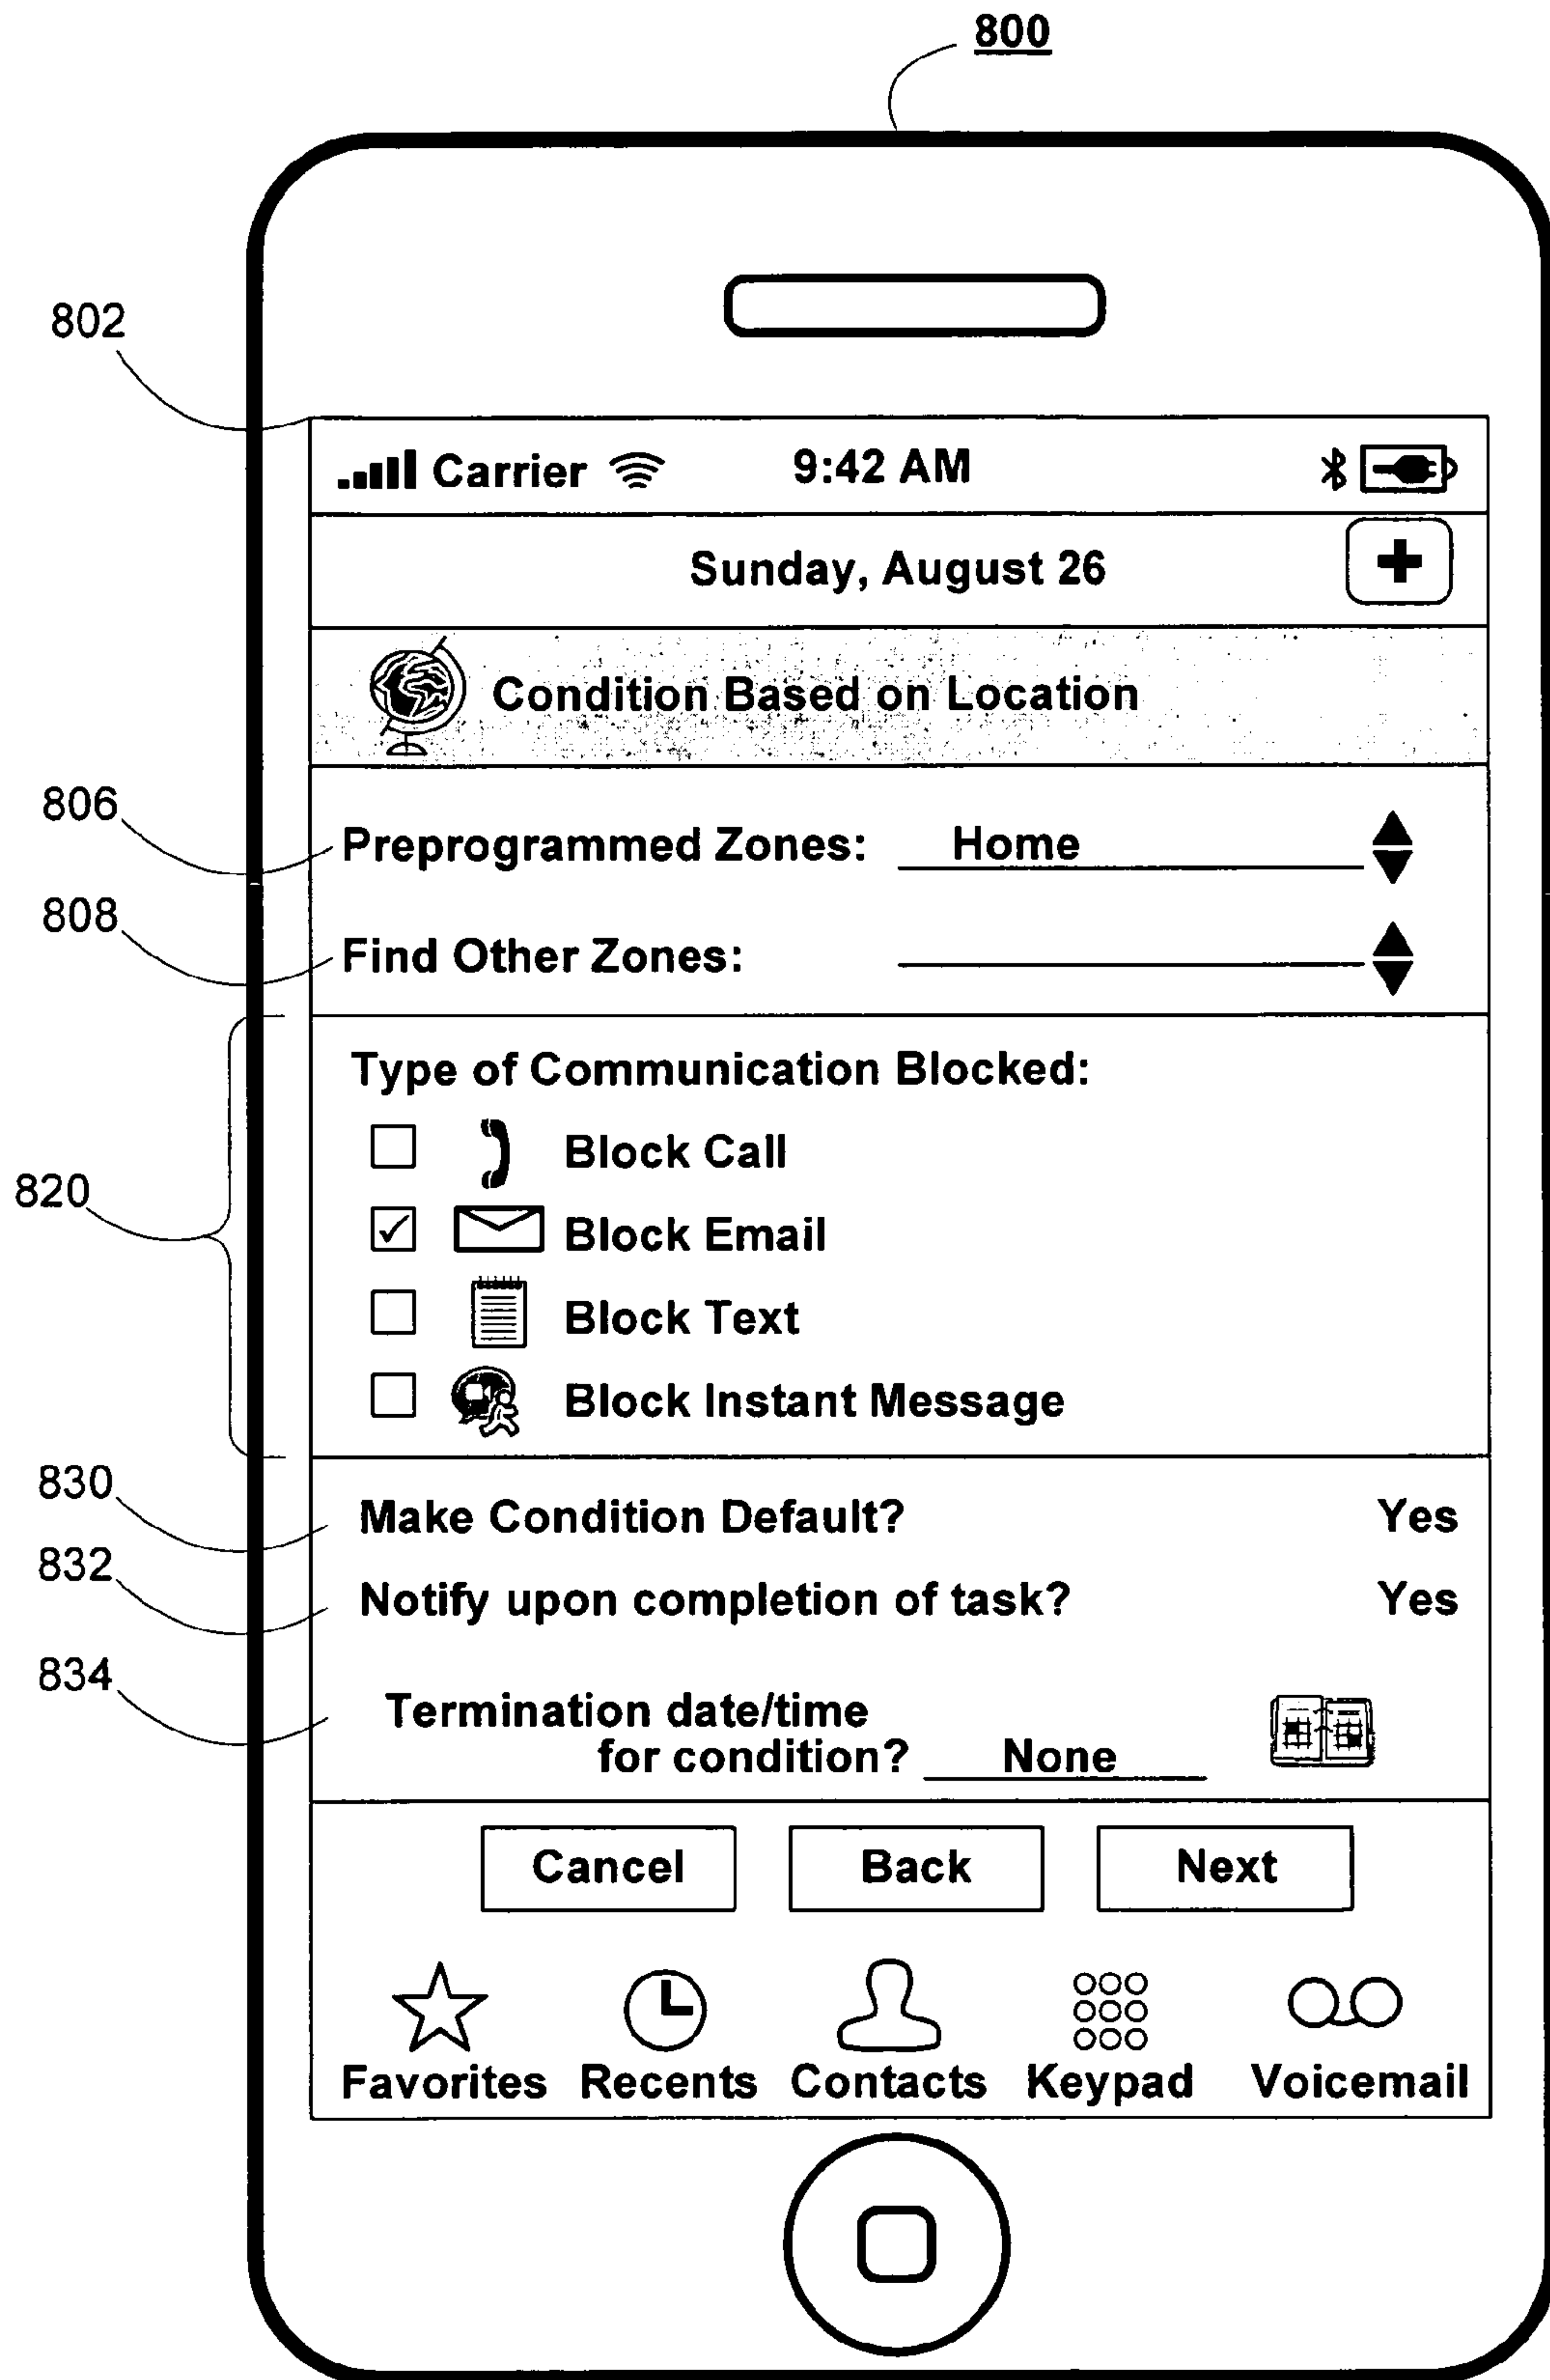 800
802
Carrier 9:42 AM
Sunday, August 26
+
Condition Based on Location
806
Preprogrammed Zones: Home
808
Find Other Zones:
820
Type of Communication Blocked:
Block Call
✓ Block Email
Block Text
Block Instant Message
830
Make Condition Default? Yes
832
Notify upon completion of task? Yes
834
Termination date/time
for condition? None
Cancel Back Next
Favorites Recents Contacts Keypad Voicemail